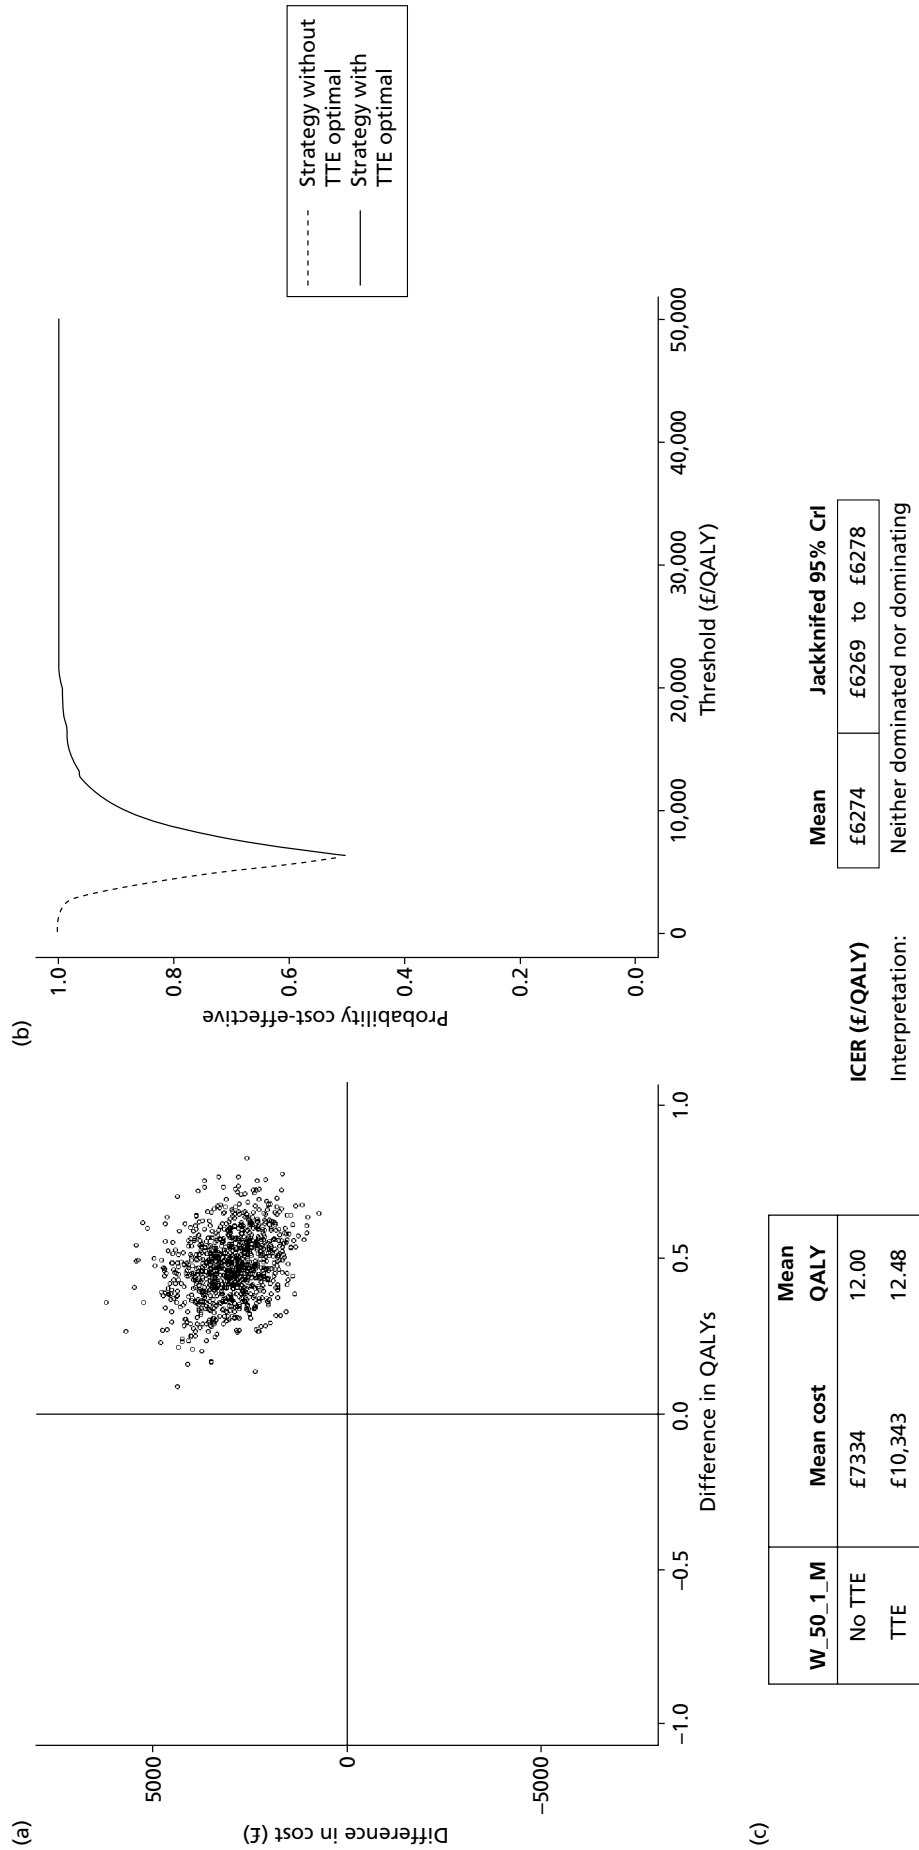 (a)
5000
0
−5000
Difference in cost (£)
−1.0
−0.5
0.0
0.5
1.0
Difference in QALYs
(b)
1.0
0.8
0.6
0.4
0.2
0.0
Probability cost-effective
0
10,000
20,000
30,000
40,000
50,000
Threshold (£/QALY)
Strategy without
TTE optimal
Strategy with
TTE optimal
(c)
W_50_1_M Mean cost Mean QALY
No TTE £7334 12.00
TTE £10,343 12.48
Mean Jackknifed 95% CrI
ICER (£/QALY) £6274 £6269 to £6278
Interpretation: Neither dominated nor dominating